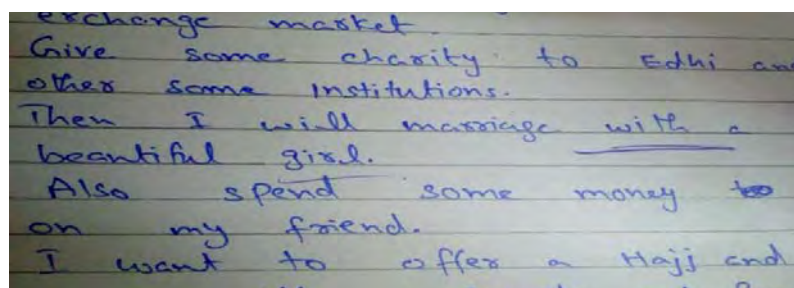 exchange market.
Give some charity to Edhi an
other some institutions.
Then I will marriage with a
beautiful girl.
Also spend some money to
on my friend.
I want to offer a Hajj and